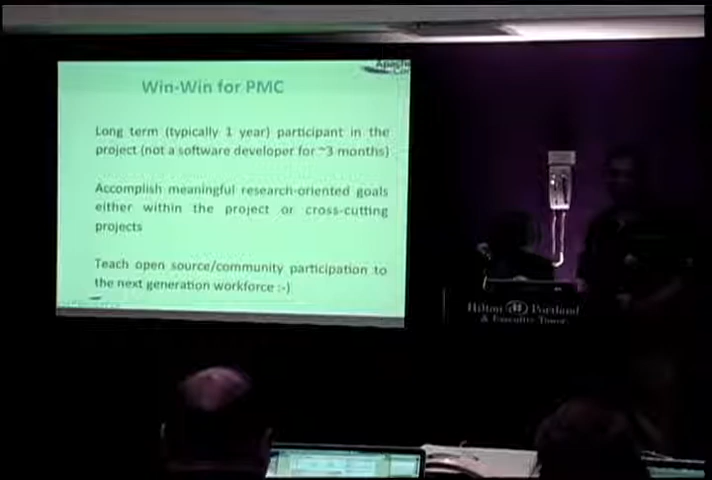 Apache
Con
Win-Win for PMC
Long term (typically 1 year) participant in the
project (not a software developer for ~3 months)
Accomplish meaningful research-oriented goals
either within the project or cross-cutting
projects
Teach open source/community participation to
the next generation workforce :-)
Hilton Portland
& Executive Tower